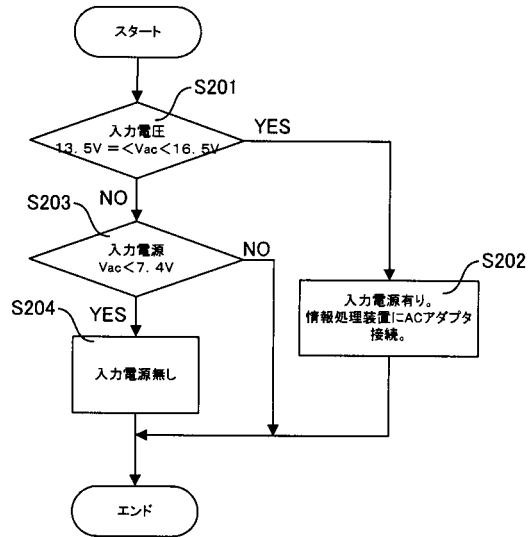 スタート
S201
入力電圧
13.5V=<Vac<16.5V
YES
NO
S203
入力電源
Vac<7.4V
NO
S202
YES
S204
入力電源有り。
情報処理装置にACアダプタ
接続。
入力電源無し
エンド